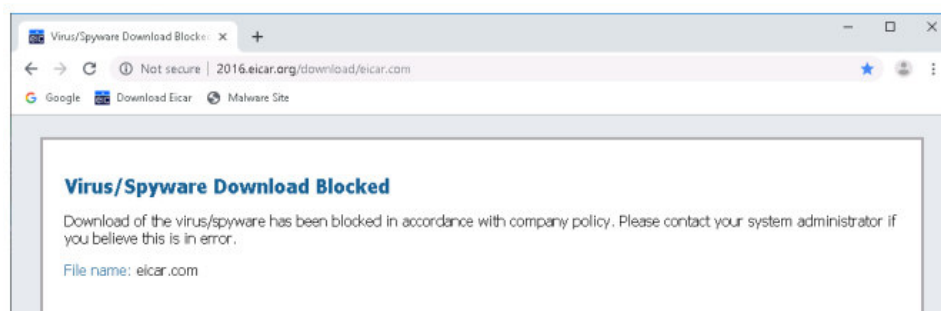 Virus/Spyware Download Blocke
Not secure | 2016.eicar.org/download/eicar.com
Google Download Eicar Malware Site
Virus/Spyware Download Blocked
Download of the virus/spyware has been blocked in accordance with company policy. Please contact your system administrator if
you believe this is in error.
File name: eicar.com